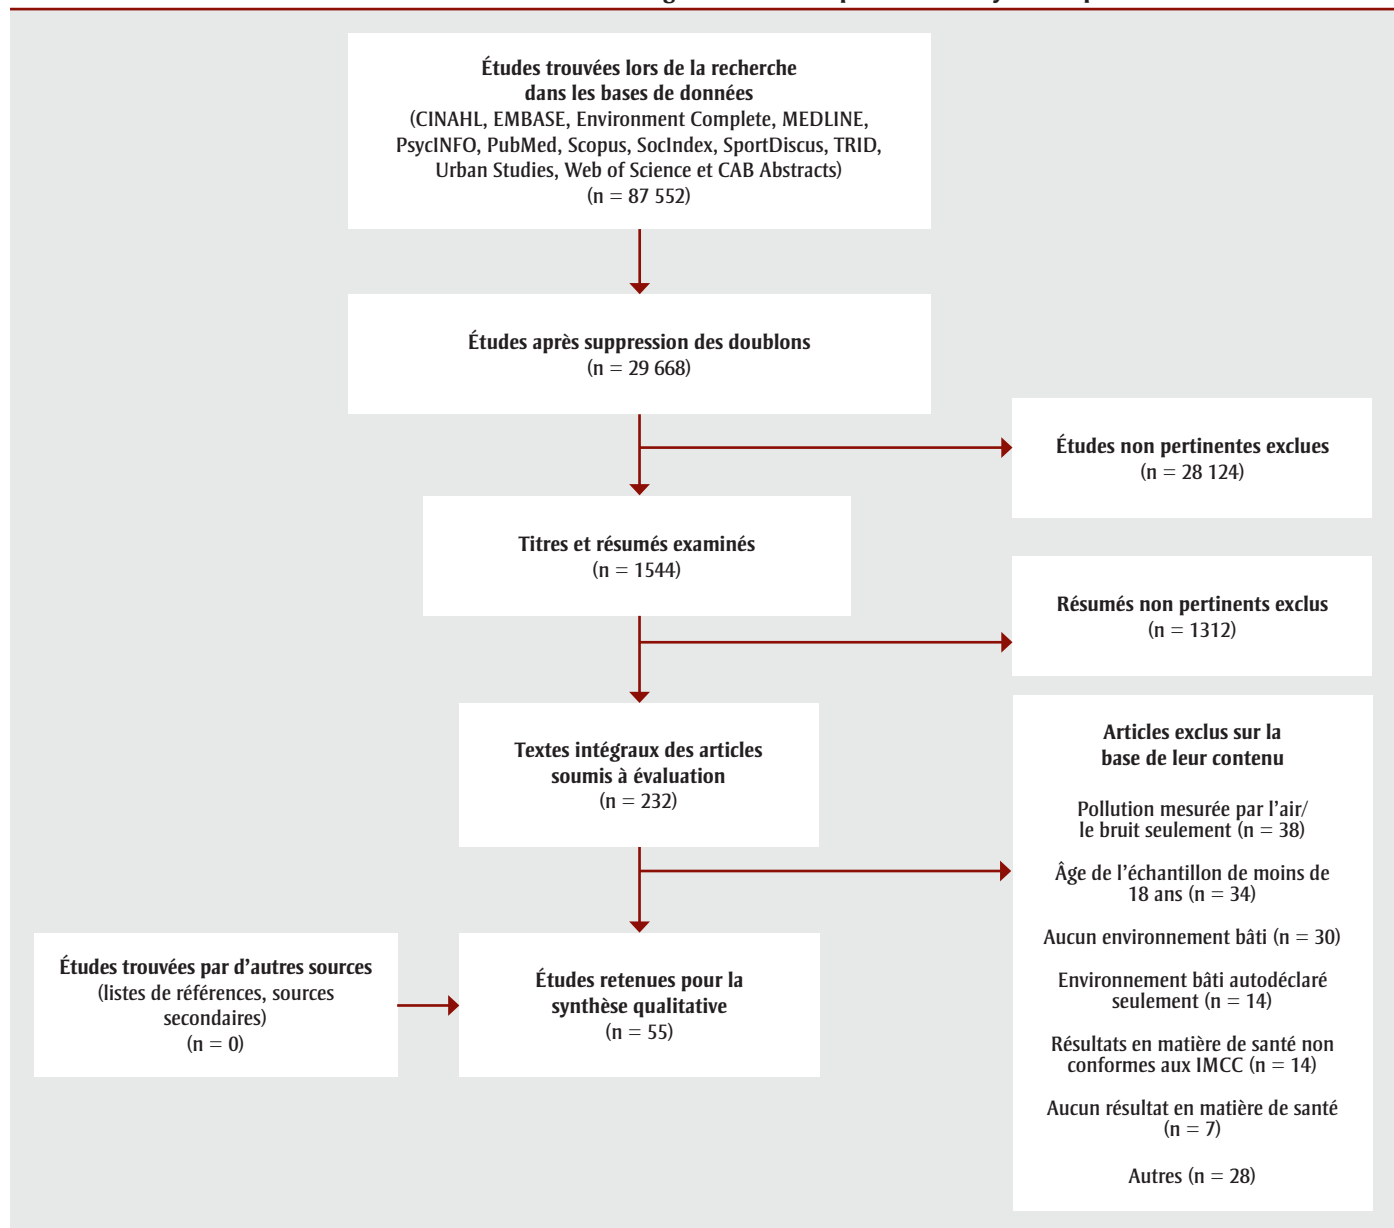 Études trouvées lors de la recherche
dans les bases de données
(CINAHL, EMBASE, Environment Complete, MEDLINE,
PsycINFO, PubMed, Scopus, SocIndex, SportDiscus, TRID,
Urban Studies, Web of Science et CAB Abstracts)
(n = 87 552)
Études après suppression des doublons
(n = 29 668)
Études non pertinentes exclues
(n = 28 124)
Titres et résumés examinés
(n = 1544)
Résumés non pertinents exclus
(n = 1312)
Textes intégraux des articles
soumis à évaluation
(n = 232)
Articles exclus sur la
base de leur contenu
Pollution mesurée par l’air/
le bruit seulement (n = 38)
Âge de l’échantillon de moins de
18 ans (n = 34)
Aucun environnement bâti (n = 30)
Environnement bâti autodéclaré
seulement (n = 14)
Résultats en matière de santé non
conformes aux IMCC (n = 14)
Aucun résultat en matière de santé
(n = 7)
Autres (n = 28)
Études trouvées par d’autres sources
(listes de références, sources
secondaires)
(n = 0)
Études retenues pour la
synthèse qualitative
(n = 55)